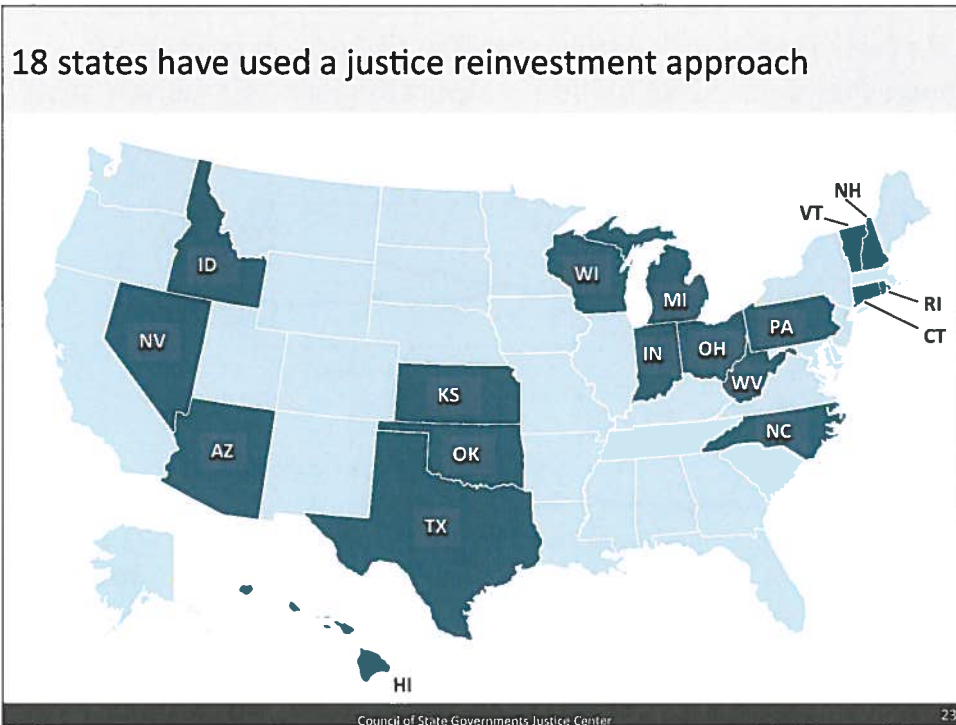 18 states have used a justice reinvestment approach
NH
VT
ID
WI
MI
RI
NV
PA
CT
IN
OH
WV
KS
NC
AZ
OK
TX
HI
Council of State Governments Justice Center
23